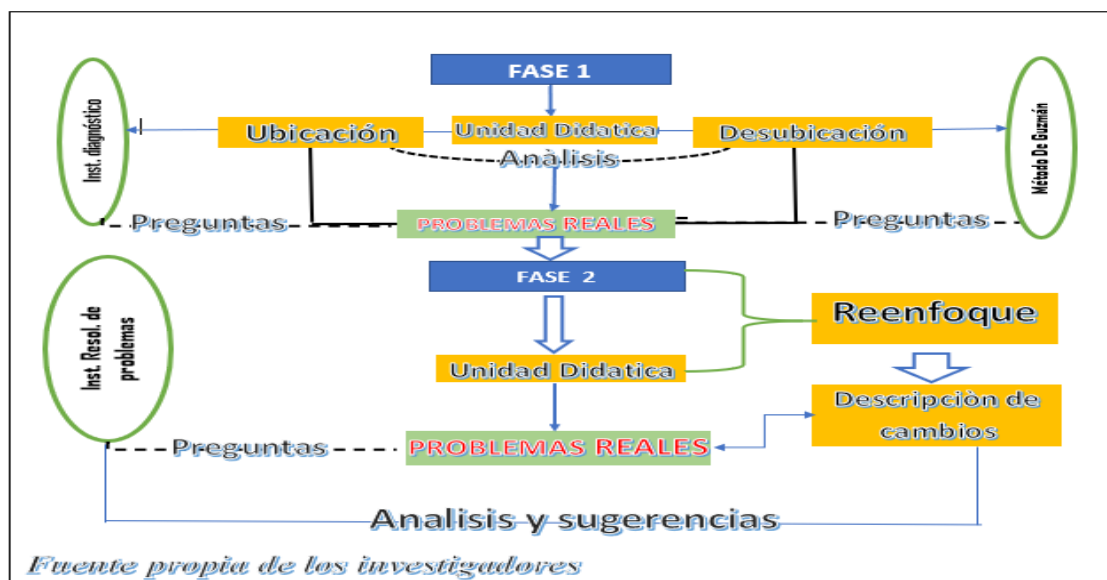 FASE 1
Inst. diagnóstico
Ubicación
Unidad Didatica
Desubicación
Método De Guzmán
Anàlisis
Preguntas
PROBLEMAS REALES
Preguntas
FASE 2
Inst. Resol. de
problemas
Reenfoque
Unidad Didatica
Descripciòn de
cambios
Preguntas
PROBLEMAS REALES
Analisis y sugerencias
Fuente propia de los investigadores